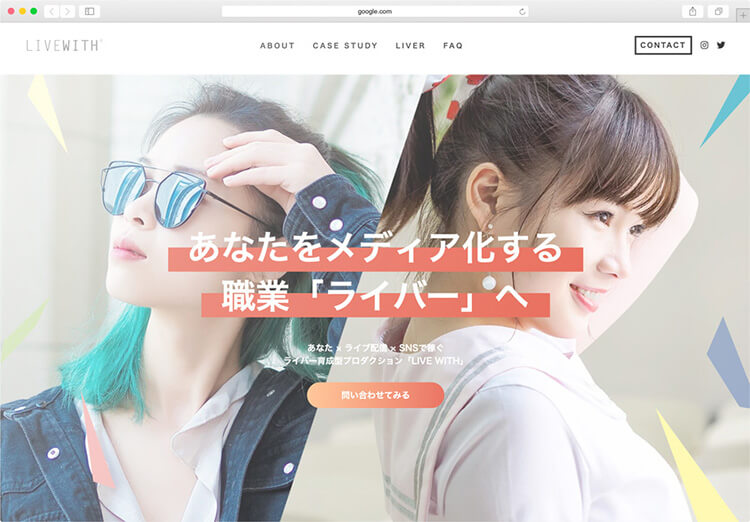 google.com
LIVEWITH
ABOUT
CASE STUDY
LIVER
FAQ
CONTACT
あなたをメディア化する
職業「ライバー」へ
あなた × ライブ配信 × SNSで稼ぐ
ライバー育成型プロダクション「LIVE WITH」
問い合わせてみる